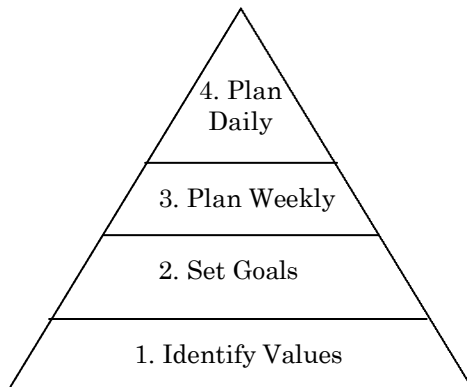 4. Plan
Daily
3. Plan Weekly
2. Set Goals
1. Identify Values